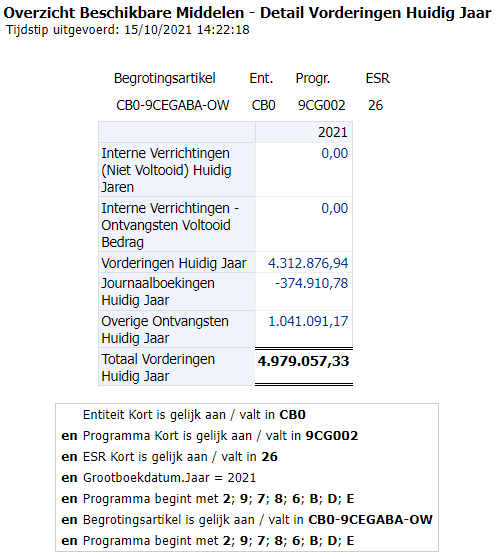 Overzicht Beschikbare Middelen - Detail Vorderingen Huidig Jaar
Tijdstip uitgevoerd: 15/10/2021 14:22:18
Begrotingsartikel Ent. Progr. ESR
CB0-9CEGABA-OW CB0 9CG002 26
2021
Interne Verrichtingen 0,00
(Niet Voltooid) Huidig
Jaren
Interne Verrichtingen - 0,00
Ontvangsten Voltooid
Bedrag
Vorderingen Huidig Jaar 4.312.876,94
Journaalboekingen -374.910,78
Huidig Jaar
Overige Ontvangsten 1.041.091,17
Huidig Jaar
Totaal Vorderingen 4.979.057,33
Huidig Jaar
Entiteit Kort is gelijk aan / valt in CB0
en Programma Kort is gelijk aan / valt in 9CG002
en ESR Kort is gelijk aan / valt in 26
en Grootboekdatum.Jaar = 2021
en Programma begint met 2; 9; 7; 8; 6; B; D; E
en Begrotingsartikel is gelijk aan / valt in CB0-9CEGABA-OW
en Programma begint met 2; 9; 7; 8; 6; B; D; E